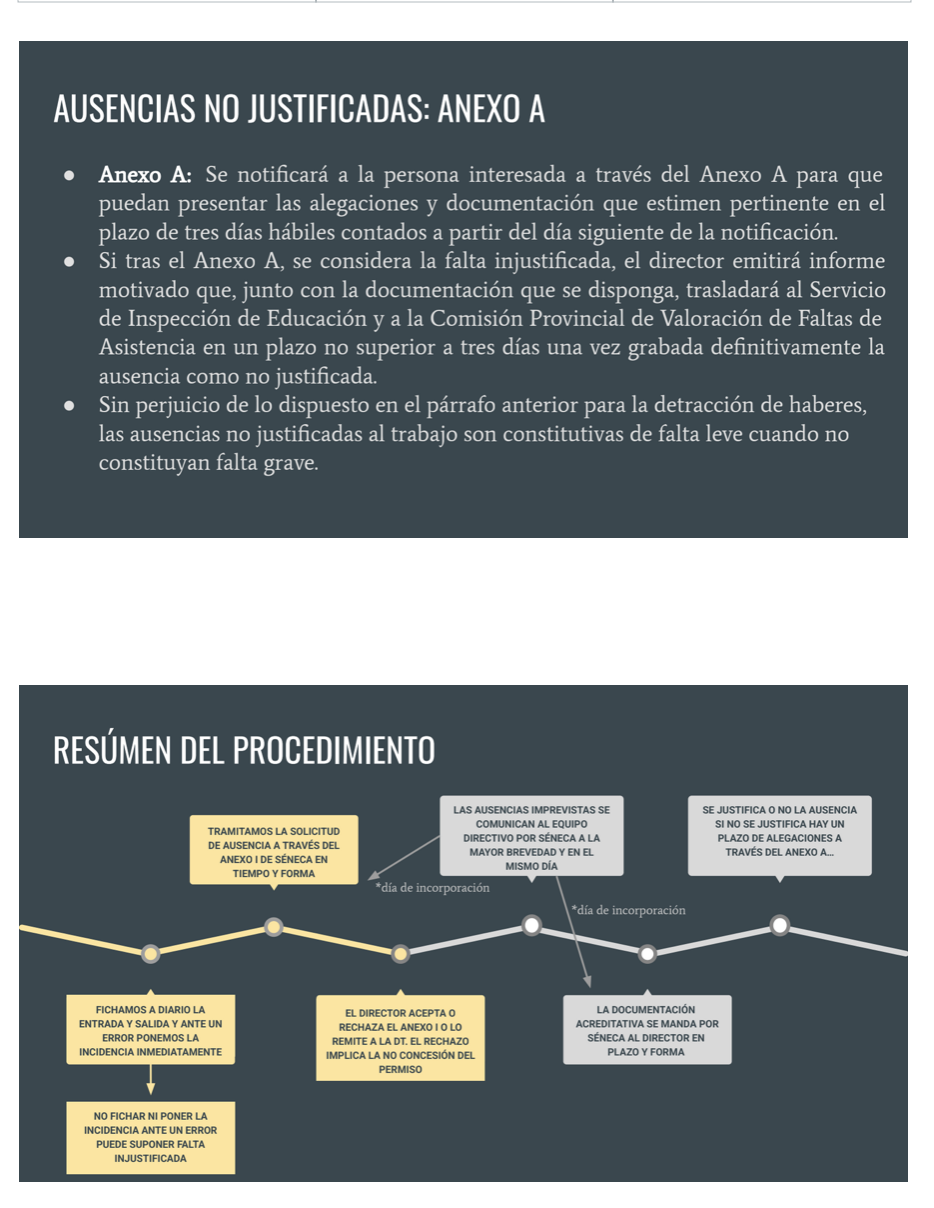 AUSENCIAS NO JUSTIFICADAS: ANEXO A
● Anexo A: Se notificará a la persona interesada a través del Anexo A para que
puedan presentar las alegaciones y documentación que estimen pertinente en el
plazo de tres días hábiles contados a partir del día siguiente de la notificación.
● Si tras el Anexo A, se considera la falta injustificada, el director emitirá informe
motivado que, junto con la documentación que se disponga, trasladará al Servicio
de Inspección de Educación y a la Comisión Provincial de Valoración de Faltas de
Asistencia en un plazo no superior a tres días una vez grabada definitivamente la
ausencia como no justificada.
● Sin perjuicio de lo dispuesto en el párrafo anterior para la detracción de haberes,
las ausencias no justificadas al trabajo son constitutivas de falta leve cuando no
constituyan falta grave.
RESÚMEN DEL PROCEDIMIENTO
TRAMITAMOS LA SOLICITUD
DE AUSENCIA A TRAVÉS DEL
ANEXO I DE SÉNECA EN
TIEMPO Y FORMA
LAS AUSENCIAS IMPREVISTAS SE
COMUNICAN AL EQUIPO
DIRECTIVO POR SÉNECA A LA
MAYOR BREVEDAD Y EN EL
MISMO DÍA
SE JUSTIFICA O NO LA AUSENCIA
SI NO SE JUSTIFICA HAY UN
PLAZO DE ALEGACIONES A
TRAVÉS DEL ANEXO A...
*día de incorporación
*día de incorporación
FICHAMOS A DIARIO LA
ENTRADA Y SALIDA Y ANTE UN
ERROR PONEMOS LA
INCIDENCIA INMEDIATAMENTE
EL DIRECTOR ACEPTA O
RECHAZA EL ANEXO I O LO
REMITE A LA DT. EL RECHAZO
IMPLICA LA NO CONCESIÓN DEL
PERMISO
LA DOCUMENTACIÓN
ACREDITATIVA SE MANDA POR
SÉNECA AL DIRECTOR EN
PLAZO Y FORMA
NO FICHAR NI PONER LA
INCIDENCIA ANTE UN ERROR
PUEDE SUPONER FALTA
INJUSTIFICADA